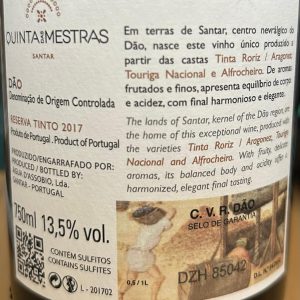 QUINTA DAS MESTRAS
SANTAR
DÃO
Denominação de Origem Controlada
RESERVA TINTO 2017
Produto de Portugal . Product of Portugal
PRODUZIDO/ENGARRAFADO POR:
PRODUCED / BOTTLED BY:
ÁGUA D'ASSOBIO, Lda.
SANTAR - PORTUGAL
750ml 13,5% vol.
CONTÉM SULFITOS
CONTAINS SULFITES
L - 201702
Em terras de Santar, centro nevrálgico do
Dão, nasce este vinho único produzido a
partir das castas Tinta Roriz / Aragonez,
Touriga Nacional e Alfrocheiro. De aromas
frutados e finos, apresenta equilíbrio de corpo
e acidez, com final harmonioso e elegante.
The lands of Santar, kernel of the Dão region, are
the home of this exceptional wine, produced with
the varieties Tinta Roriz / Aragonez, Touriga
Nacional and Alfrocheiro. With fruity, delicate
aromas, its balanced body and acidity offer a
harmonized, elegant final tasting.
C. V. R. DÃO
SELO DE GARANTIA
DZH 85042
0,5 / 1L